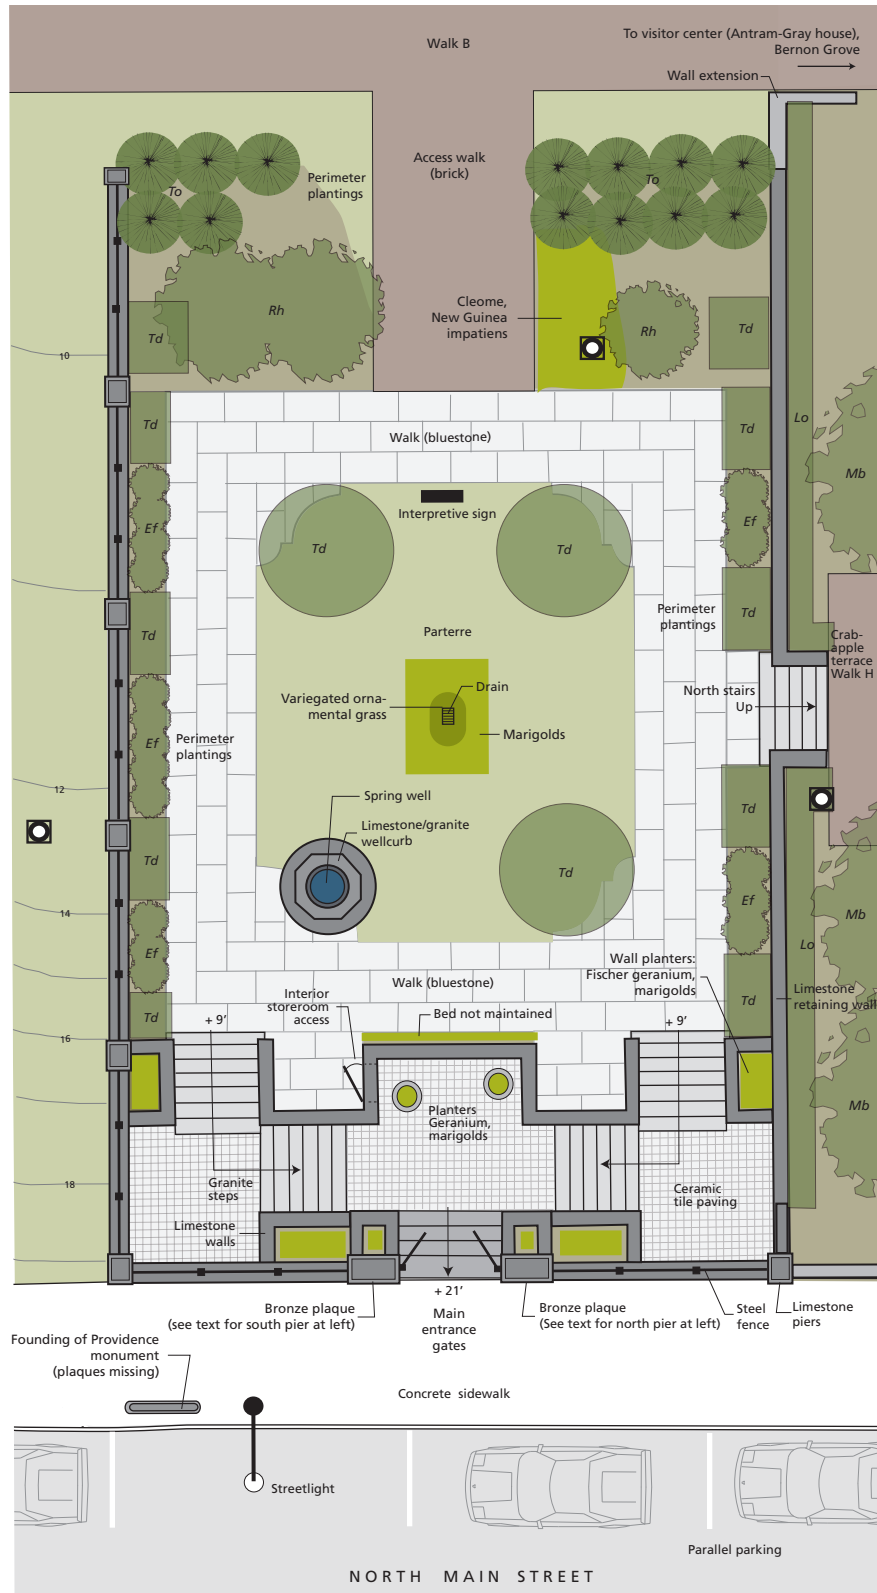 Walk B
To visitor center (Antram-Gray house),
Bernon Grove
Wall extension
Access walk
(brick)
Perimeter
plantings
To
To
Cleome,
New Guinea
impatiens
Rh
Rh
Td
Td
10
Td
Td
Lo
Mb
Walk (bluestone)
Interpretive sign
Ef
Ef
Td
Td
Td
Td
Perimeter
plantings
Parterre
Crab-
apple
terrace
Walk H
Variegated orna-
mental grass
Drain
North stairs
Up
Marigolds
Ef
Perimeter
plantings
12
Spring well
Limestone/granite
wellcurb
Td
Td
Td
Ef
14
Mb
Ef
Lo
Wall planters:
Fischer geranium,
marigolds
Walk (bluestone)
Interior
storeroom
access
Limestone
retaining wall
Td
Td
Bed not maintained
+ 9'
+ 9'
16
Planters
Geranium,
marigolds
Mb
18
Granite
steps
Ceramic
tile paving
Limestone
walls
+ 21'
Bronze plaque
(see text for south pier at left)
Main
entrance
gates
Bronze plaque
(See text for north pier at left)
Steel
fence
Limestone
piers
Founding of Providence
monument
(plaques missing)
Concrete sidewalk
Streetlight
Parallel parking
NORTH MAIN STREET